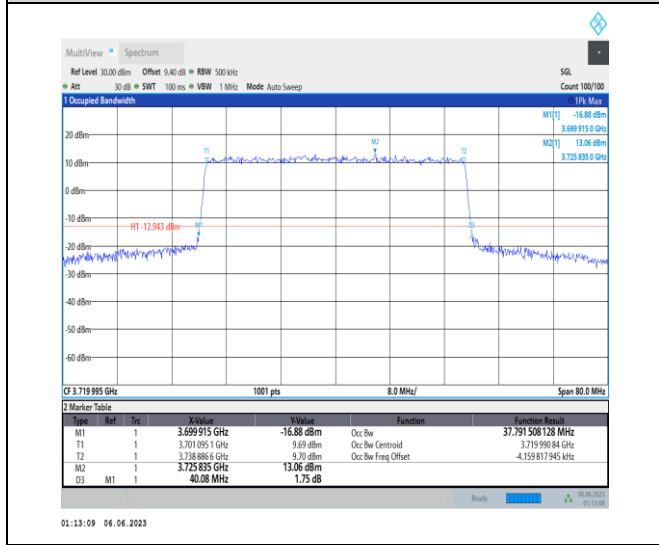 MultiView Spectrum
Ref Level 30.00 dBm Offset 9.40 dB RBW 500 kHz SGL
Att 30 dB SWT 100 ms VBW 1 MHz Mode Auto Sweep Count 100/100
1 Occupied Bandwidth 1Pk Max
M1[1] -16.88 dBm
3.699 915 0 GHz
20 dBm
M2[1] 13.06 dBm
3.725 835 0 GHz
T1 M2 T2
10 dBm
0 dBm
-10 dBm
H1 -12.943 dBm M1 D3
-20 dBm
-30 dBm
-40 dBm
-50 dBm
-60 dBm
CF 3.719 995 GHz 1001 pts 8.0 MHz/ Span 80.0 MHz
2 Marker Table
Type Ref Trc X-Value Y-Value Function Function Result
M1 1 3.699 915 GHz -16.88 dBm Occ Bw 37.791 508 128 MHz
T1 1 3.701 095 1 GHz 9.69 dBm Occ Bw Centroid 3.719 990 84 GHz
T2 1 3.738 886 6 GHz 9.70 dBm Occ Bw Freq Offset -4.159 817 945 kHz
M2 1 3.725 835 GHz 13.06 dBm
D3 M1 1 40.08 MHz 1.75 dB
Ready 06.06.2023
01:13:08
01:13:09 06.06.2023